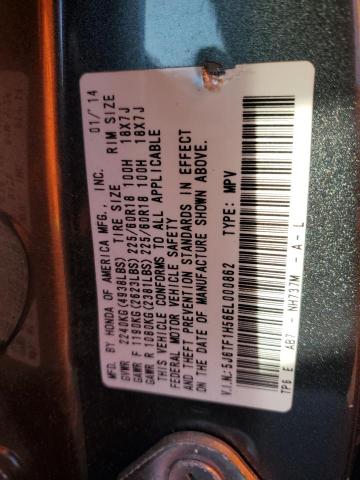 MFG. BY HONDA OF AMERICA MFG., INC. 01/14
TIRE SIZE RIM SIZE
GVWR 2240KG(4938LBS)
GAWR F 1190KG(2623LBS) 225/60R18 100H 18X7J
GAWR R 1080KG(2381LBS) 225/60R18 100H 18X7J
THIS VEHICLE CONFORMS TO ALL APPLICABLE
FEDERAL MOTOR VEHICLE SAFETY
AND THEFT PREVENTION STANDARDS IN EFFECT
ON THE DATE OF MANUFACTURE SHOWN ABOVE.
V.I.N.:5J6TF1H56EL000862 TYPE: MPV
TP6 E AB7 - NH737M - A - L